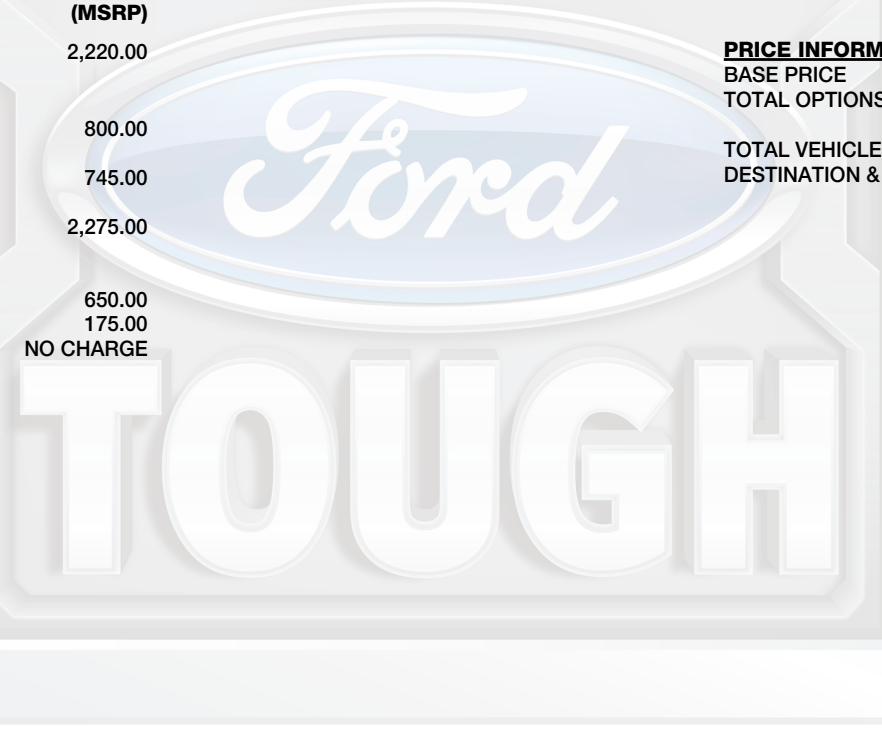 (MSRP)
2,220.00
800.00
745.00
2,275.00
650.00
175.00
NO CHARGE
PRICE INFORM
BASE PRICE
TOTAL OPTIONS
TOTAL VEHICLE
DESTINATION &
Ford
TOUGH